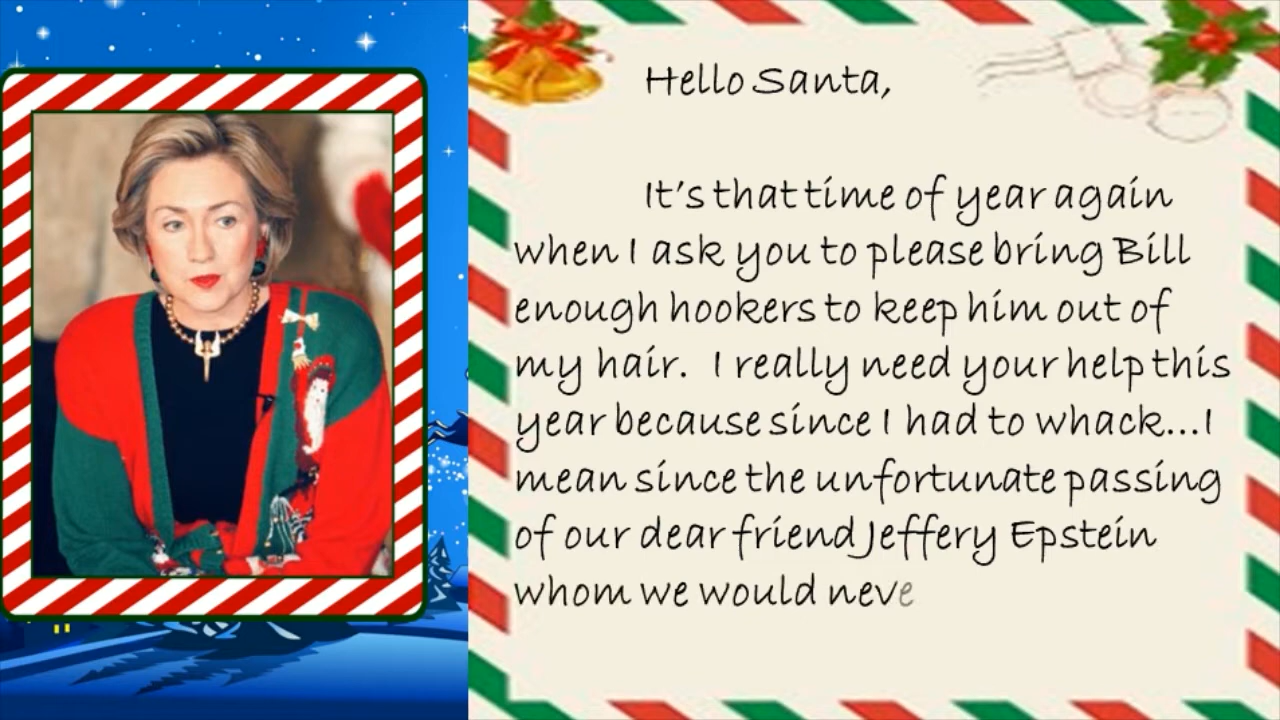 Hello Santa,
It's that time of year again
when I ask you to please bring Bill
enough hookers to keep him out of
my hair. I really need your help this
year because since I had to whack...I
mean since the unfortunate passing
of our dear friend Jeffery Epstein
whom we would neve